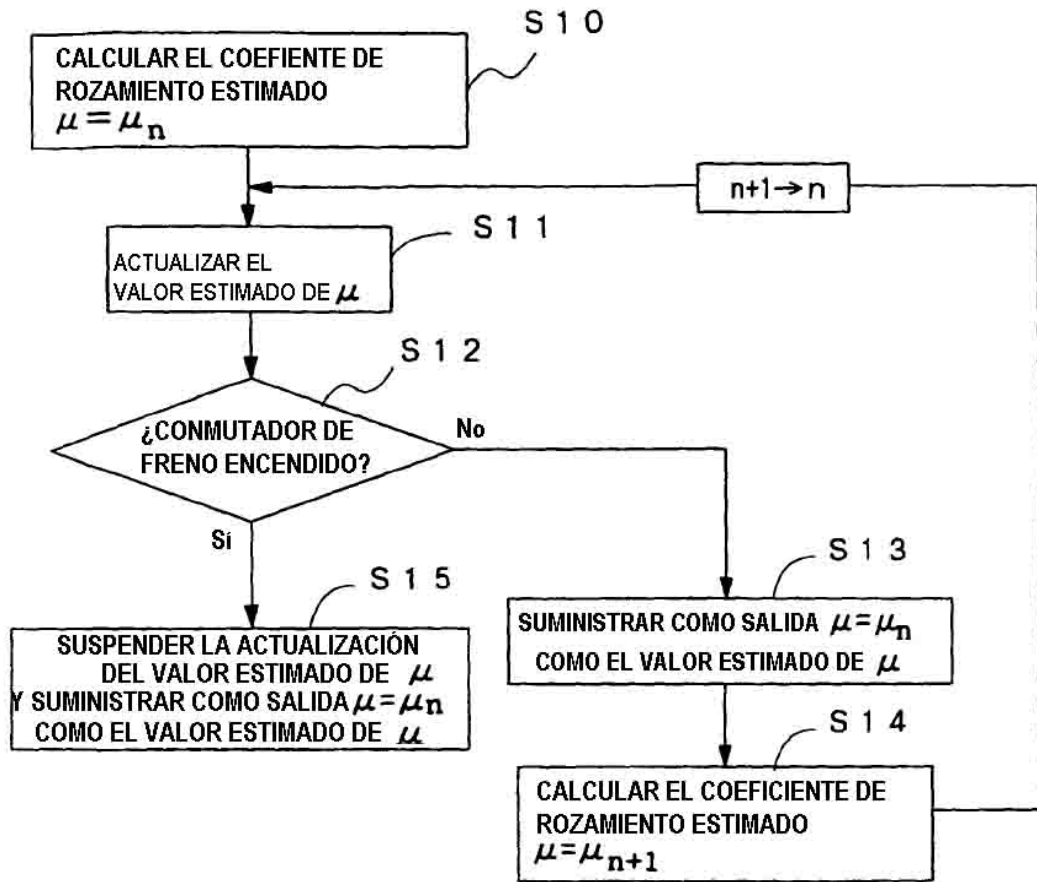 S10
CALCULAR EL COEFIENTE DE
ROZAMIENTO ESTIMADO
μ = μn
n+1→n
S11
ACTUALIZAR EL
VALOR ESTIMADO DE μ
S12
¿CONMUTADOR DE
FRENO ENCENDIDO?
No
Sí
S13
SUMINISTRAR COMO SALIDA μ=μn
COMO EL VALOR ESTIMADO DE μ
S15
SUSPENDER LA ACTUALIZACIÓN
DEL VALOR ESTIMADO DE μ
Y SUMINISTRAR COMO SALIDA μ=μn
COMO EL VALOR ESTIMADO DE μ
S14
CALCULAR EL COEFICIENTE DE
ROZAMIENTO ESTIMADO
μ=μn+1